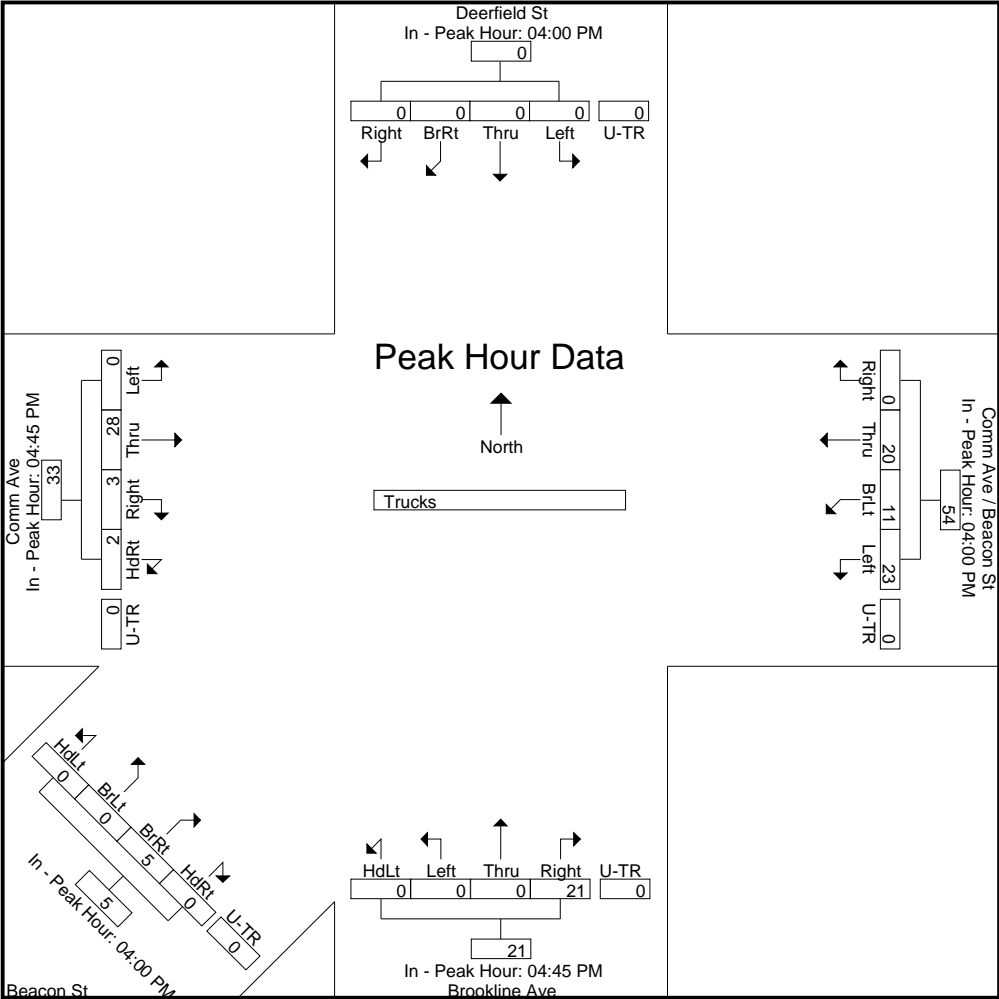 Deerfield St
In - Peak Hour: 04:00 PM
0
0 0 0 0 0
Right BrRt Thru Left U-TR
Peak Hour Data
North
Trucks
Comm Ave
In - Peak Hour: 04:45 PM
33
0 28 3 2 0
Left Thru Right HdRt U-TR
Comm Ave / Beacon St
In - Peak Hour: 04:00 PM
54
0 20 11 23 0
Right Thru BrLt Left U-TR
HdLt BrLt BrRt HdRt U-TR
0 0 5 0 0
5
In - Peak Hour: 04:00 PM
Beacon St
HdLt Left Thru Right U-TR
0 0 0 21 0
21
In - Peak Hour: 04:45 PM
Brookline Ave